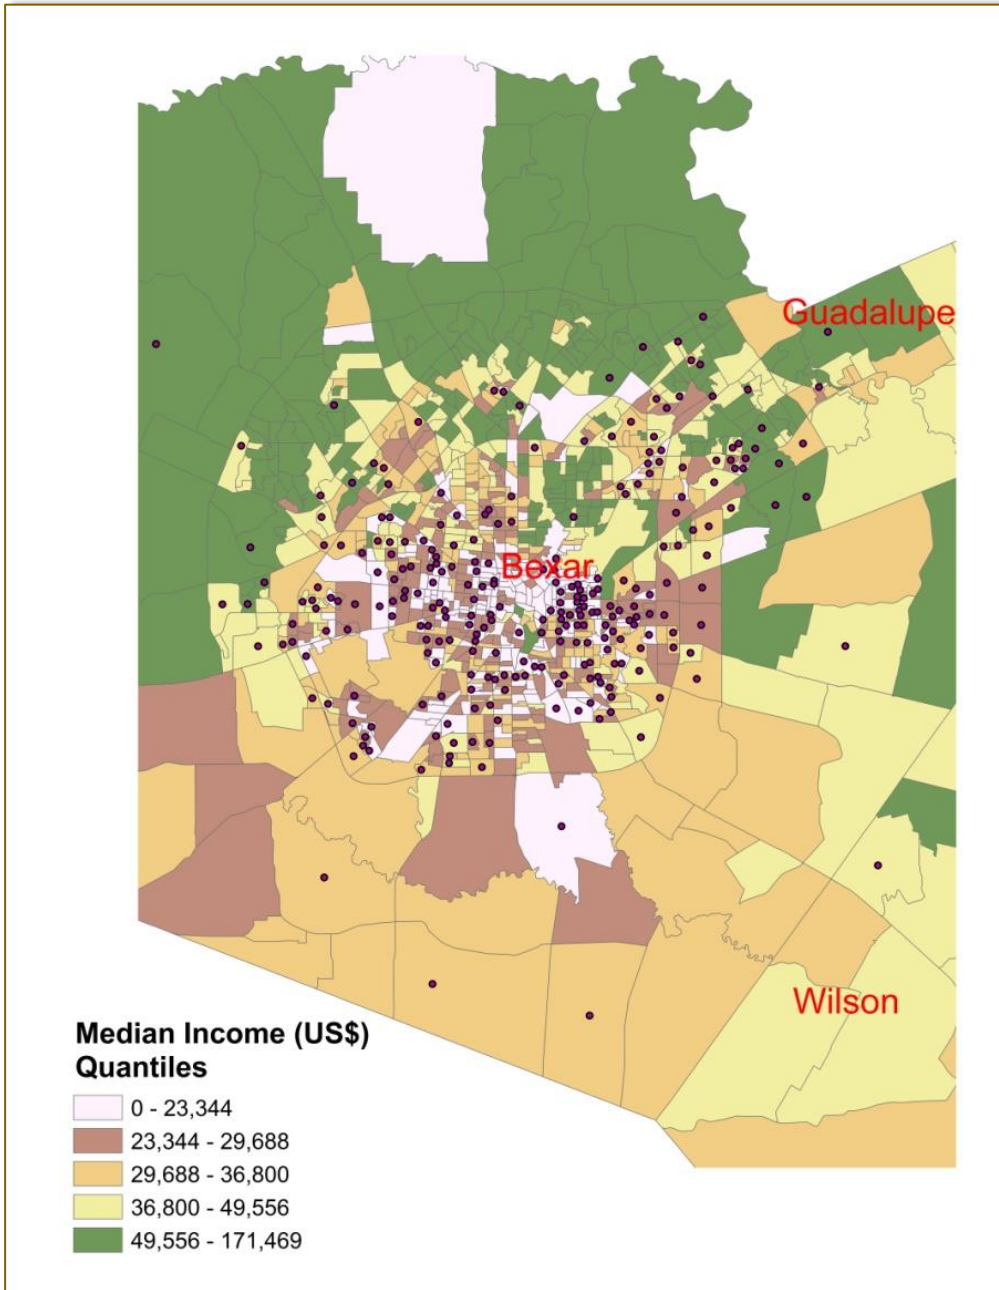 Guadalupe
Bexar
Wilson
Median Income (US$)
Quantiles
0 - 23,344
23,344 - 29,688
29,688 - 36,800
36,800 - 49,556
49,556 - 171,469